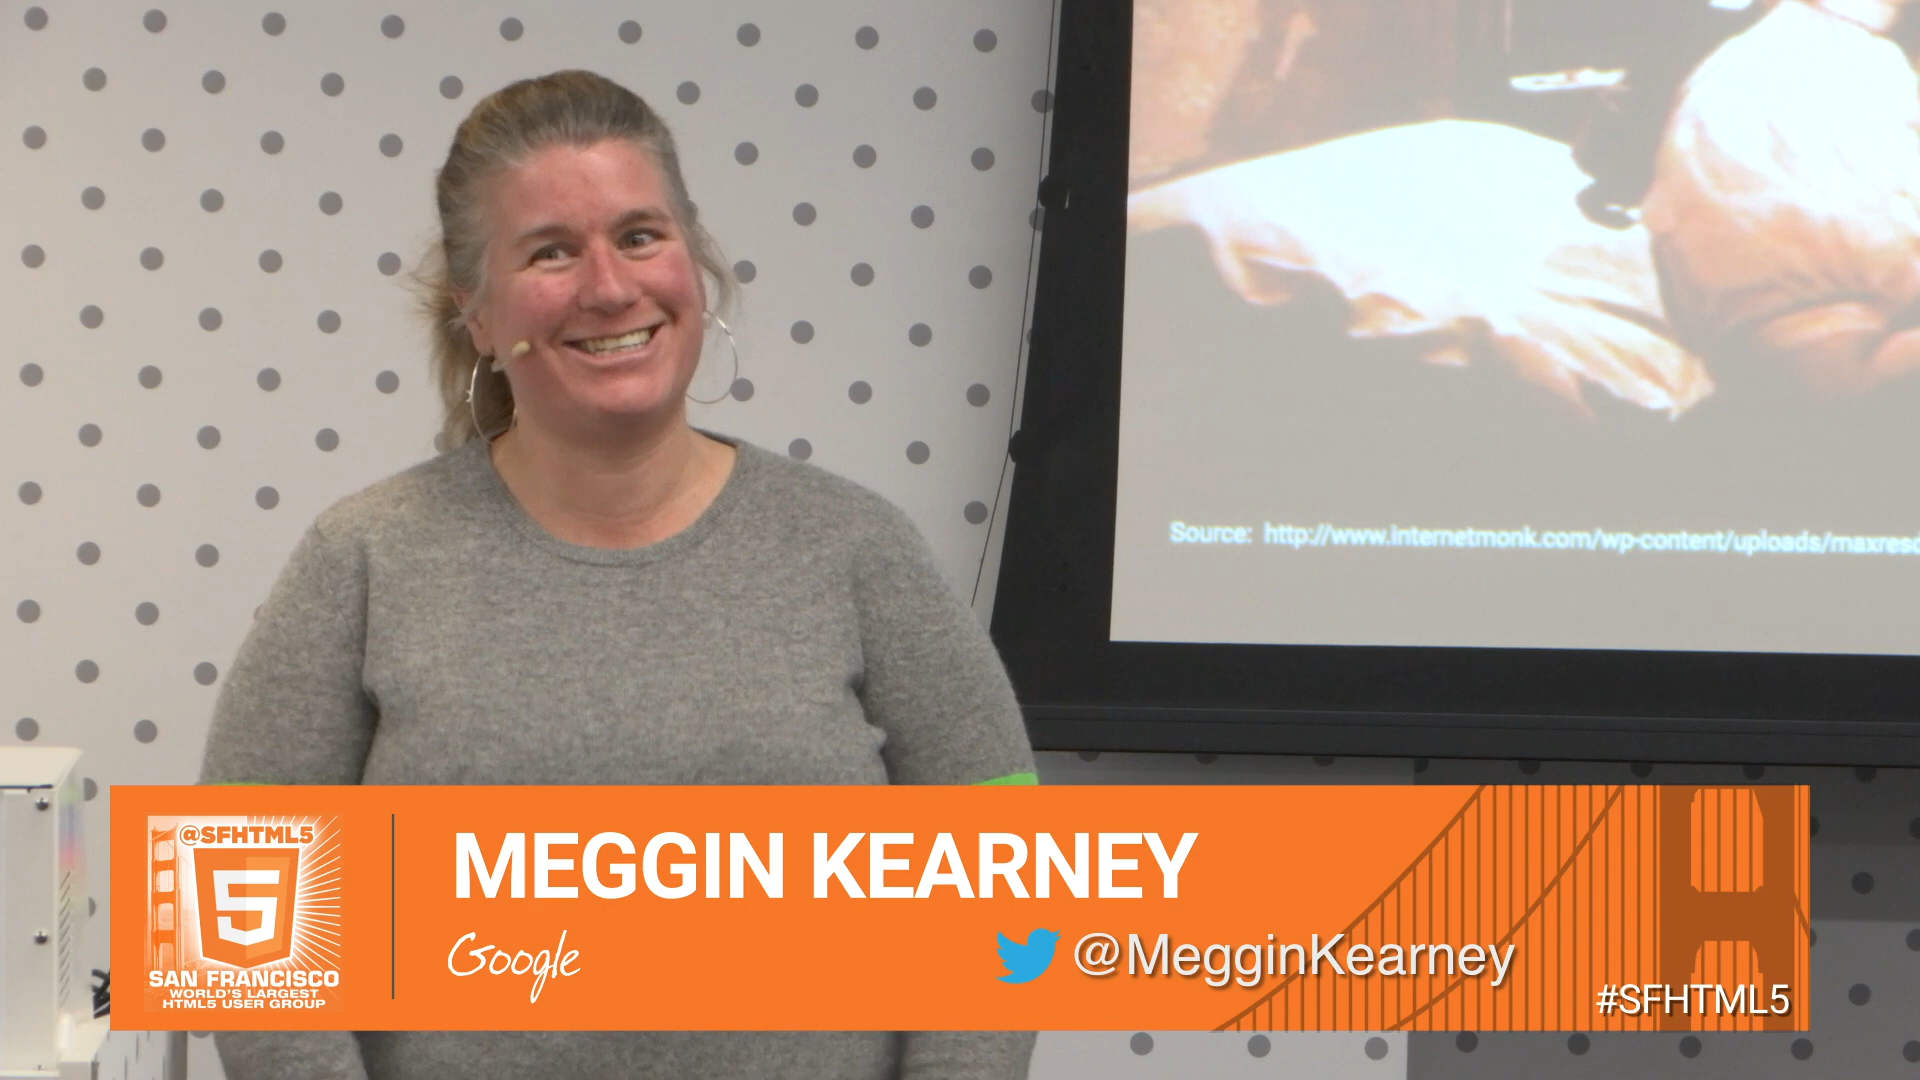 Source: http://www.internetmonk.com/wp-content/uploads/maxresd
@SFHTML5
5
SAN FRANCISCO
WORLD'S LARGEST
HTML5 USER GROUP
MEGGIN KEARNEY
Google
@MegginKearney
#SFHTML5